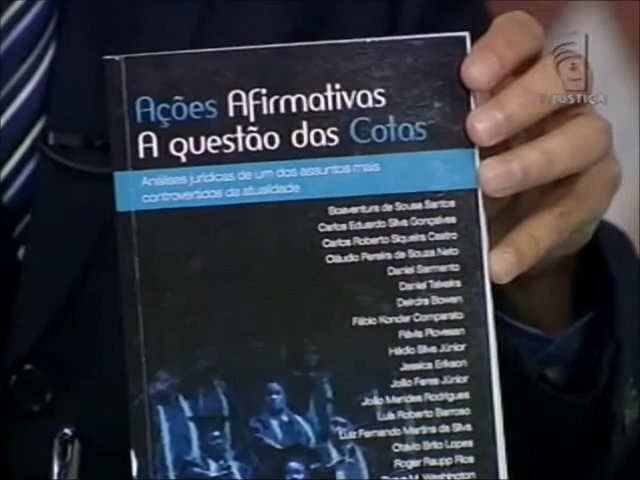 JUSTIÇA
Ações Afirmativas
A questão das Cotas
Análises jurídicas de um dos assuntos mais
controvertidos da atualidade
Boaventura de Sousa Santos
Carlos Eduardo Silva Gonçalves
Carlos Roberto Siqueira Castro
Cláudio Pereira de Souza Neto
Daniel Sarmento
Daniel Teixeira
Deirdre Bowen
Fábio Konder Comparato
Flávia Piovesan
Hédio Silva Júnior
Jessica Erikson
João Feres Júnior
João Mendes Rodrigues
Luís Roberto Barroso
Luiz Fernando Martins da Silva
Otavio Brito Lopes
Roger Raupp Rios
M. Washington